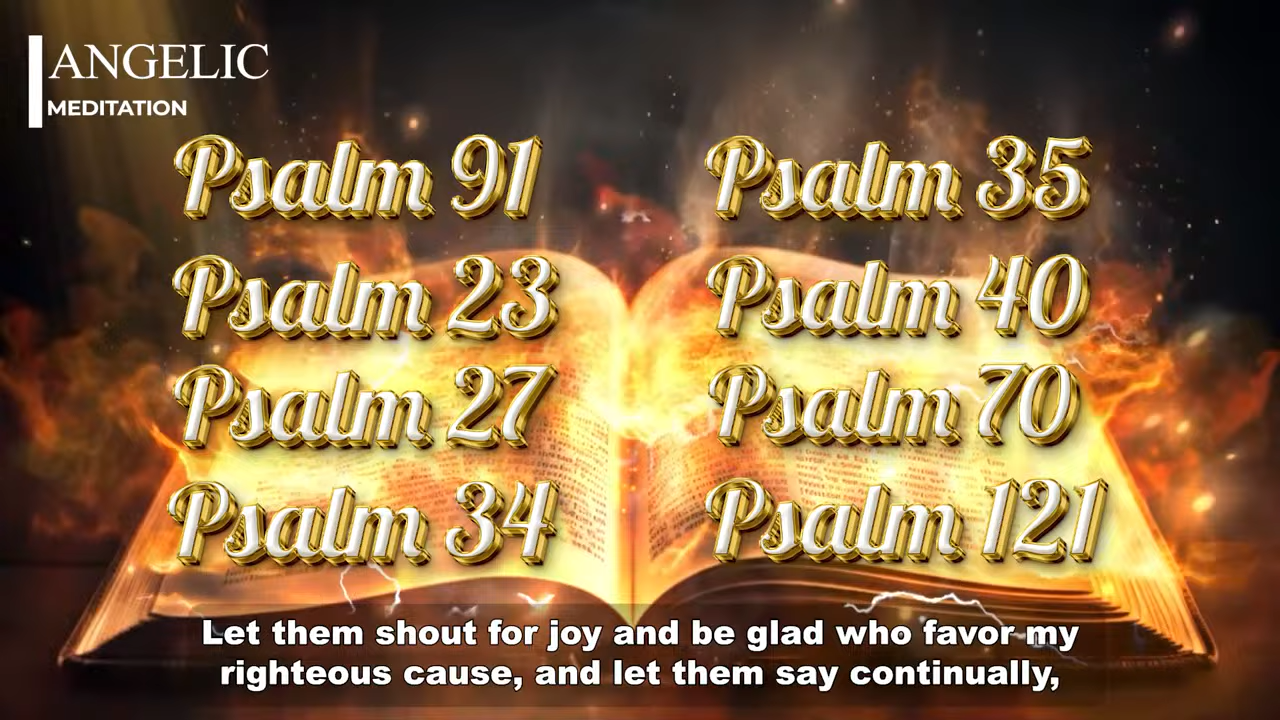 ANGELIC
MEDITATION
Psalm 91
Psalm 23
Psalm 27
Psalm 34
Psalm 35
Psalm 40
Psalm 70
Psalm 121
Let them shout for joy and be glad who favor my
righteous cause, and let them say continually,